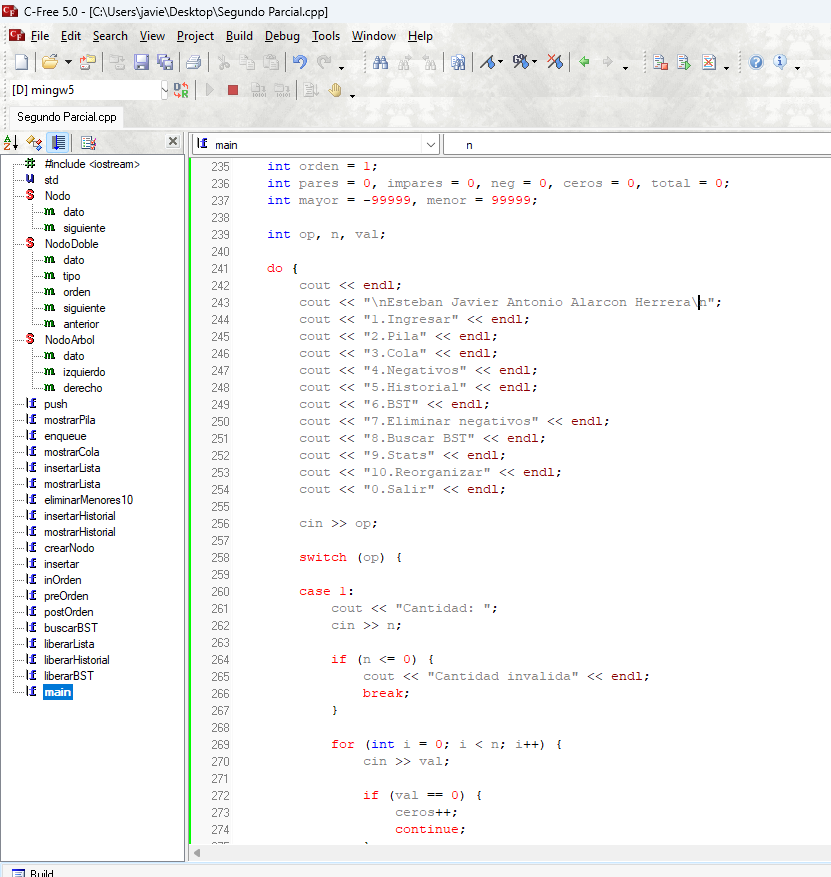 C-Free 5.0 - [C:\Users\javie\Desktop\Segundo Parcial.cpp]
File Edit Search View Project Build Debug Tools Window Help
[D] mingw5
Segundo Parcial.cpp
#include <iostream>
std
Nodo
dato
siguiente
NodoDoble
dato
tipo
orden
siguiente
anterior
NodoArbol
dato
izquierdo
derecho
push
mostrarPila
enqueue
mostrarCola
insertarLista
mostrarLista
eliminarMenores10
insertarHistorial
mostrarHistorial
crearNodo
insertar
inOrden
preOrden
postOrden
buscarBST
liberarLista
liberarHistorial
liberarBST
main
main n
235 int orden = 1;
236 int pares = 0, impares = 0, neg = 0, ceros = 0, total = 0;
237 int mayor = -99999, menor = 99999;
238
239 int op, n, val;
240
241 do {
242 cout << endl;
243 cout << "\nEsteban Javier Antonio Alarcon Herrera\n";
244 cout << "1.Ingresar" << endl;
245 cout << "2.Pila" << endl;
246 cout << "3.Cola" << endl;
247 cout << "4.Negativos" << endl;
248 cout << "5.Historial" << endl;
249 cout << "6.BST" << endl;
250 cout << "7.Eliminar negativos" << endl;
251 cout << "8.Buscar BST" << endl;
252 cout << "9.Stats" << endl;
253 cout << "10.Reorganizar" << endl;
254 cout << "0.Salir" << endl;
255
256 cin >> op;
257
258 switch (op) {
259
260 case 1:
261 cout << "Cantidad: ";
262 cin >> n;
263
264 if (n <= 0) {
265 cout << "Cantidad invalida" << endl;
266 break;
267 }
268
269 for (int i = 0; i < n; i++) {
270 cin >> val;
271
272 if (val == 0) {
273 ceros++;
274 continue;
Build